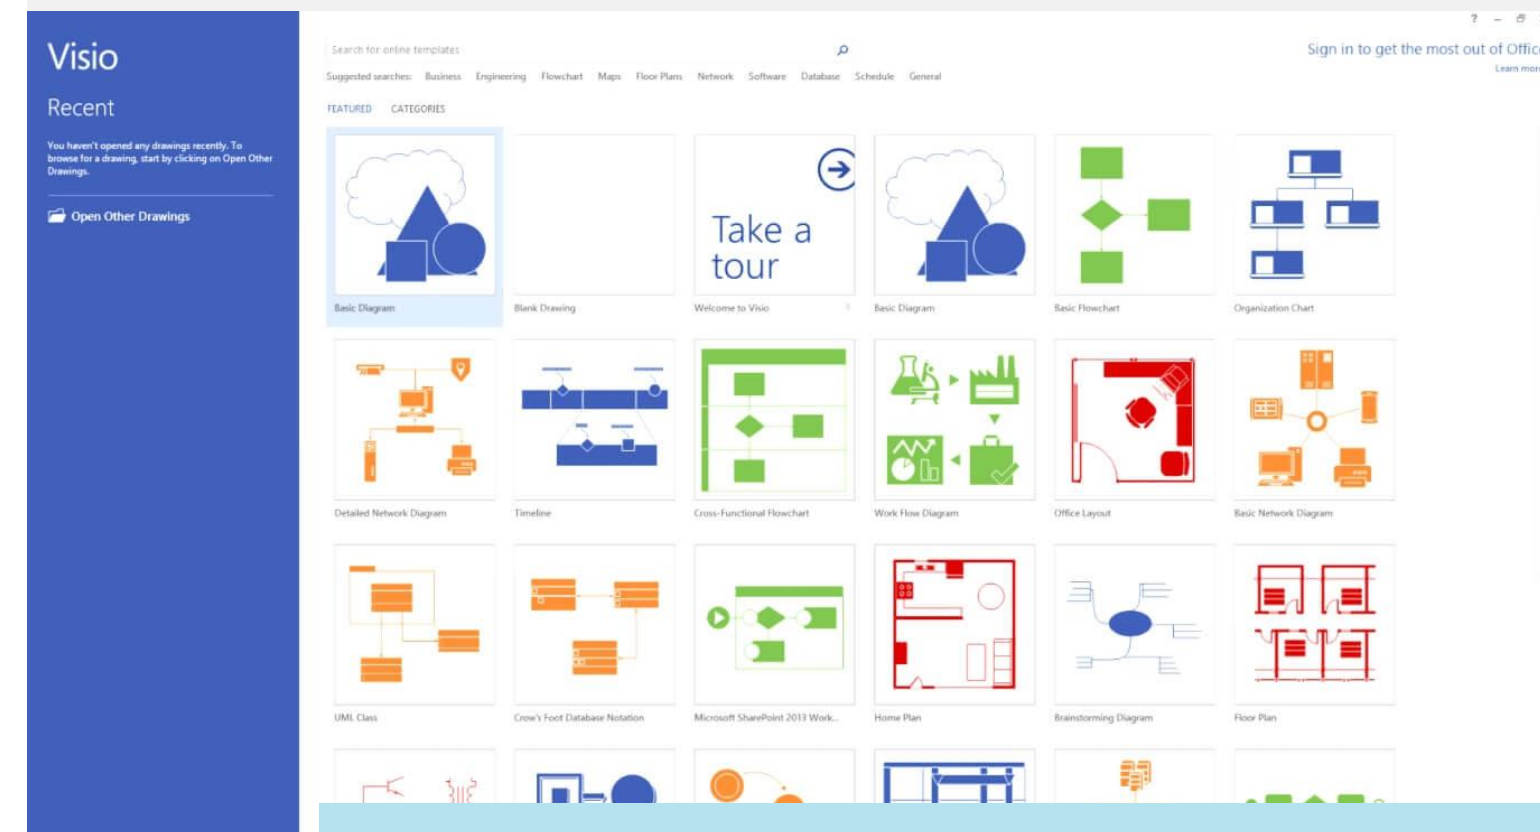 Visio
Recent
You haven't opened any drawings recently. To
browse for a drawing, start by clicking on Open Other
Drawings.
Open Other Drawings
?
Search for online templates
Sign in to get the most out of Office
Learn more
Suggested searches: Business Engineering Flowchart Maps Floor Plans Network Software Database Schedule General
FEATURED CATEGORIES
Take a
tour
Basic Diagram Blank Drawing Welcome to Visio Basic Diagram Basic Flowchart Organization Chart
Detailed Network Diagram Timeline Cross-Functional Flowchart Work Flow Diagram Office Layout Basic Network Diagram
UML Class Crow's Foot Database Notation Microsoft SharePoint 2013 Work... Home Plan Brainstorming Diagram Floor Plan